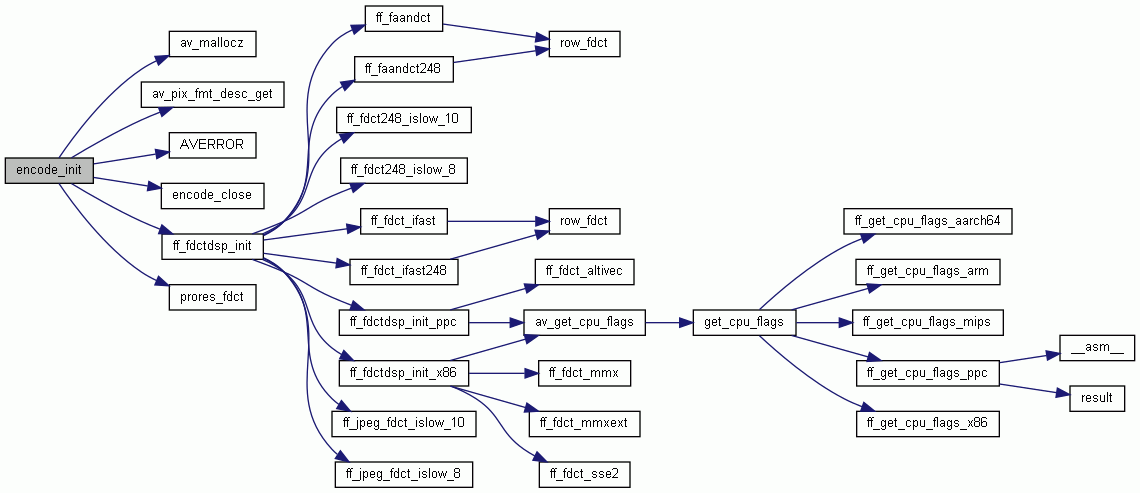 encode_init
av_mallocz
av_pix_fmt_desc_get
AVERROR
encode_close
ff_fdctdsp_init
prores_fdct
ff_faandct
ff_faandct248
ff_fdct248_islow_10
ff_fdct248_islow_8
ff_fdct_ifast
ff_fdct_ifast248
ff_fdctdsp_init_ppc
ff_fdctdsp_init_x86
ff_jpeg_fdct_islow_10
ff_jpeg_fdct_islow_8
row_fdct
row_fdct
ff_fdct_altivec
av_get_cpu_flags
ff_fdct_mmx
ff_fdct_mmxext
ff_fdct_sse2
get_cpu_flags
ff_get_cpu_flags_aarch64
ff_get_cpu_flags_arm
ff_get_cpu_flags_mips
ff_get_cpu_flags_ppc
ff_get_cpu_flags_x86
__asm__
result